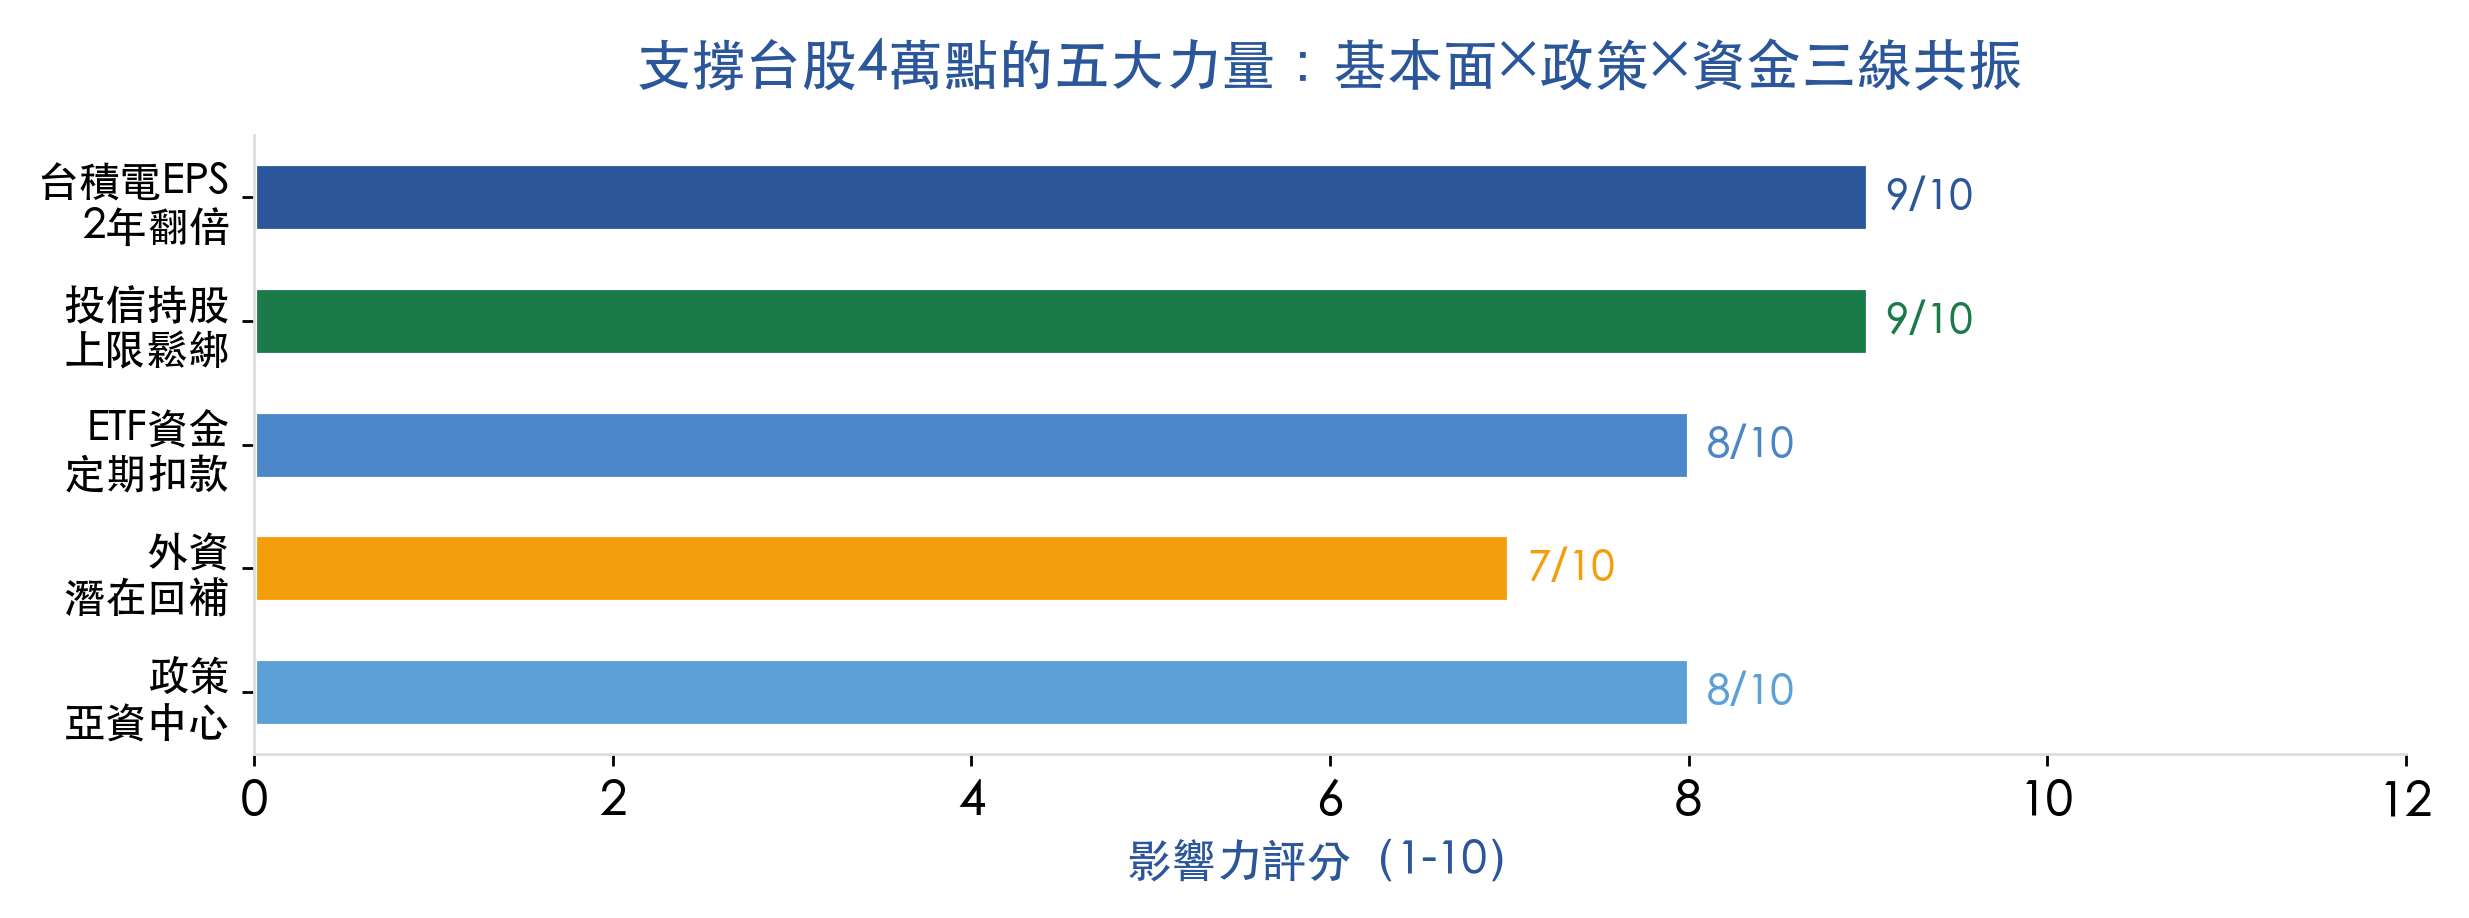 支撐台股4萬點的五大力量：基本面×政策×資金三線共振
台積電EPS
2年翻倍
9/10
投信持股
上限鬆綁
9/10
ETF資金
定期扣款
8/10
外資
潛在回補
7/10
政策
亞資中心
8/10
0 2 4 6 8 10 12
影響力評分 (1-10)